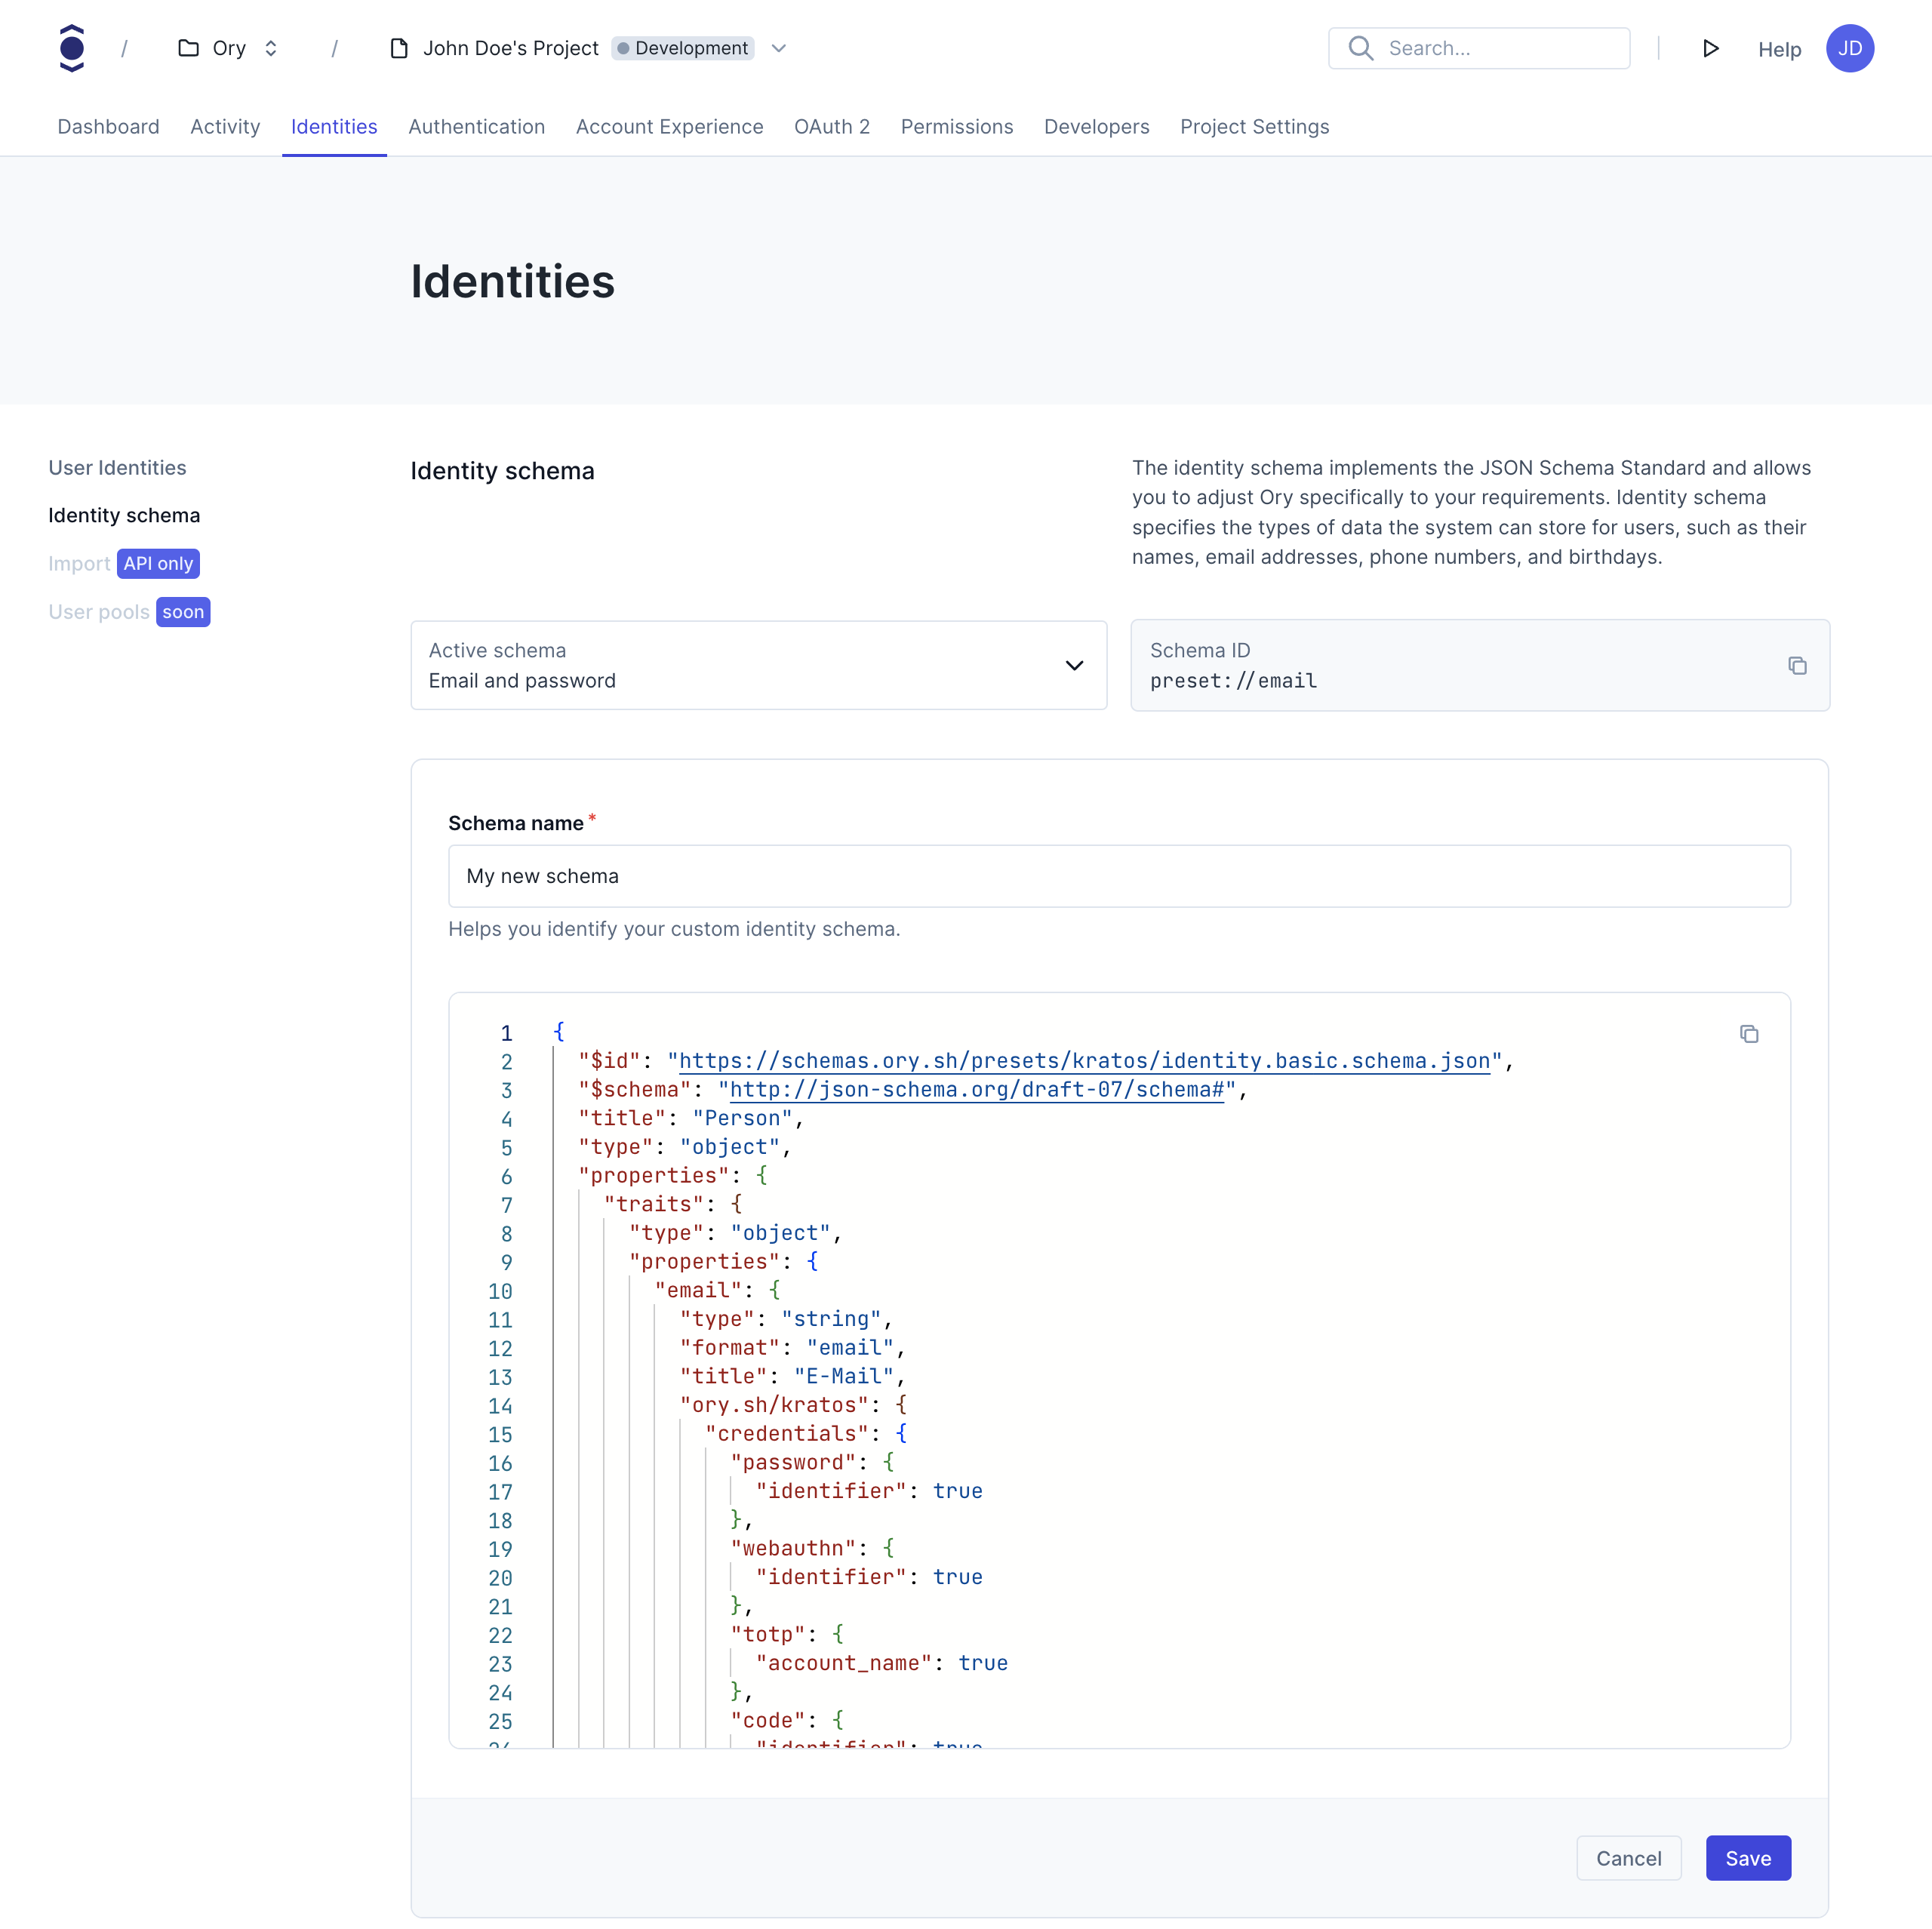 / Ory / John Doe's Project Development Search... Help JD
Dashboard Activity Identities Authentication Account Experience OAuth 2 Permissions Developers Project Settings
Identities
User Identities
Identity schema
Import API only
User pools soon
Identity schema
The identity schema implements the JSON Schema Standard and allows
you to adjust Ory specifically to your requirements. Identity schema
specifies the types of data the system can store for users, such as their
names, email addresses, phone numbers, and birthdays.
Active schema
Email and password
Schema ID
preset://email
Schema name *
My new schema
Helps you identify your custom identity schema.
1 {
2 "$id": "https://schemas.ory.sh/presets/kratos/identity.basic.schema.json",
3 "$schema": "http://json-schema.org/draft-07/schema#",
4 "title": "Person",
5 "type": "object",
6 "properties": {
7 "traits": {
8 "type": "object",
9 "properties": {
10 "email": {
11 "type": "string",
12 "format": "email",
13 "title": "E-Mail",
14 "ory.sh/kratos": {
15 "credentials": {
16 "password": {
17 "identifier": true
18 },
19 "webauthn": {
20 "identifier": true
21 },
22 "totp": {
23 "account_name": true
24 },
25 "code": {
26 "identifier": true
Cancel Save